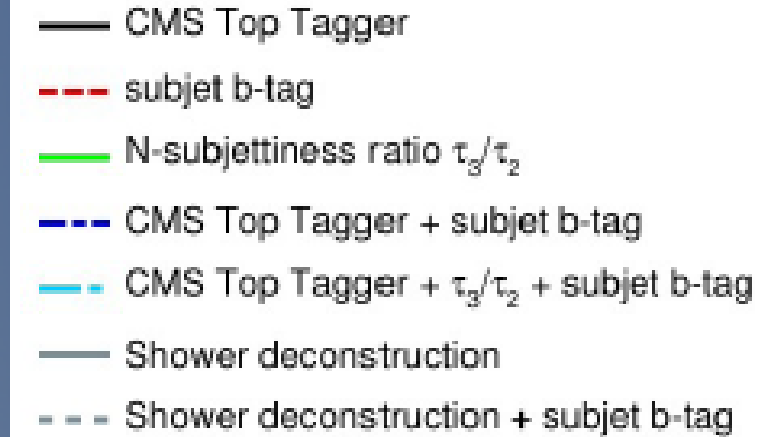 CMS Top Tagger
subjet b-tag
N-subjettiness ratio τ₃/τ₂
CMS Top Tagger + subjet b-tag
CMS Top Tagger + τ₃/τ₂ + subjet b-tag
Shower deconstruction
Shower deconstruction + subjet b-tag